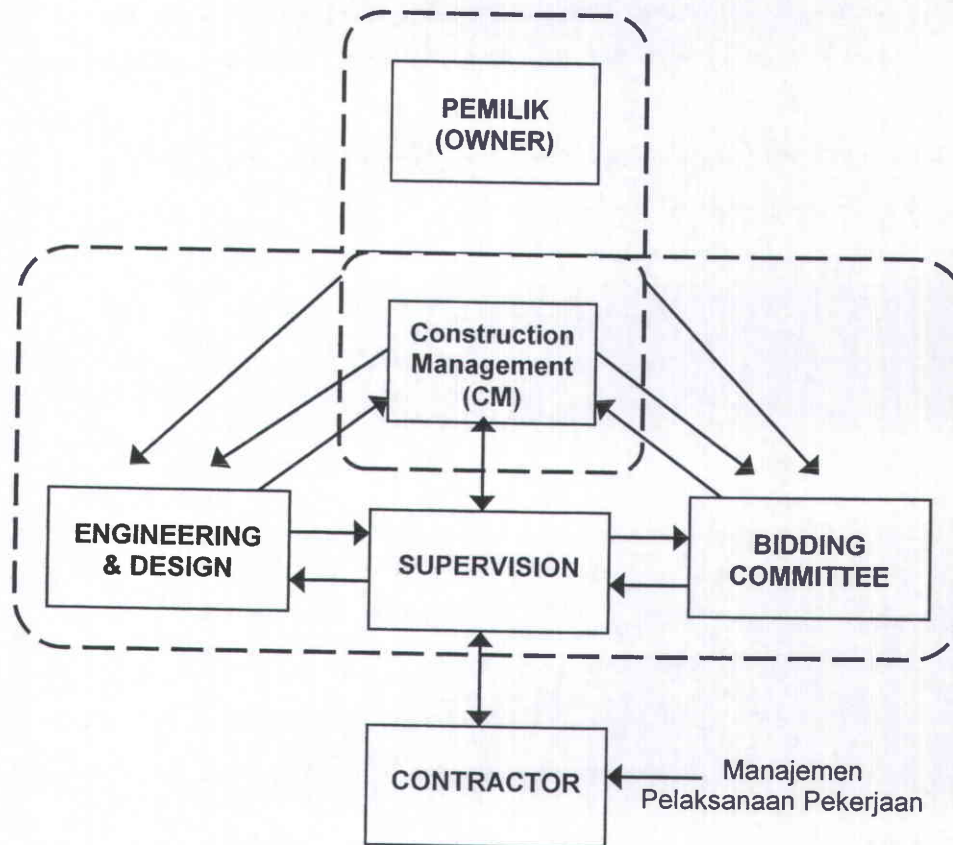 PEMILIK
(OWNER)
Construction
Management
(CM)
ENGINEERING
& DESIGN
SUPERVISION
BIDDING
COMMITTEE
CONTRACTOR
Manajemen
Pelaksanaan Pekerjaan